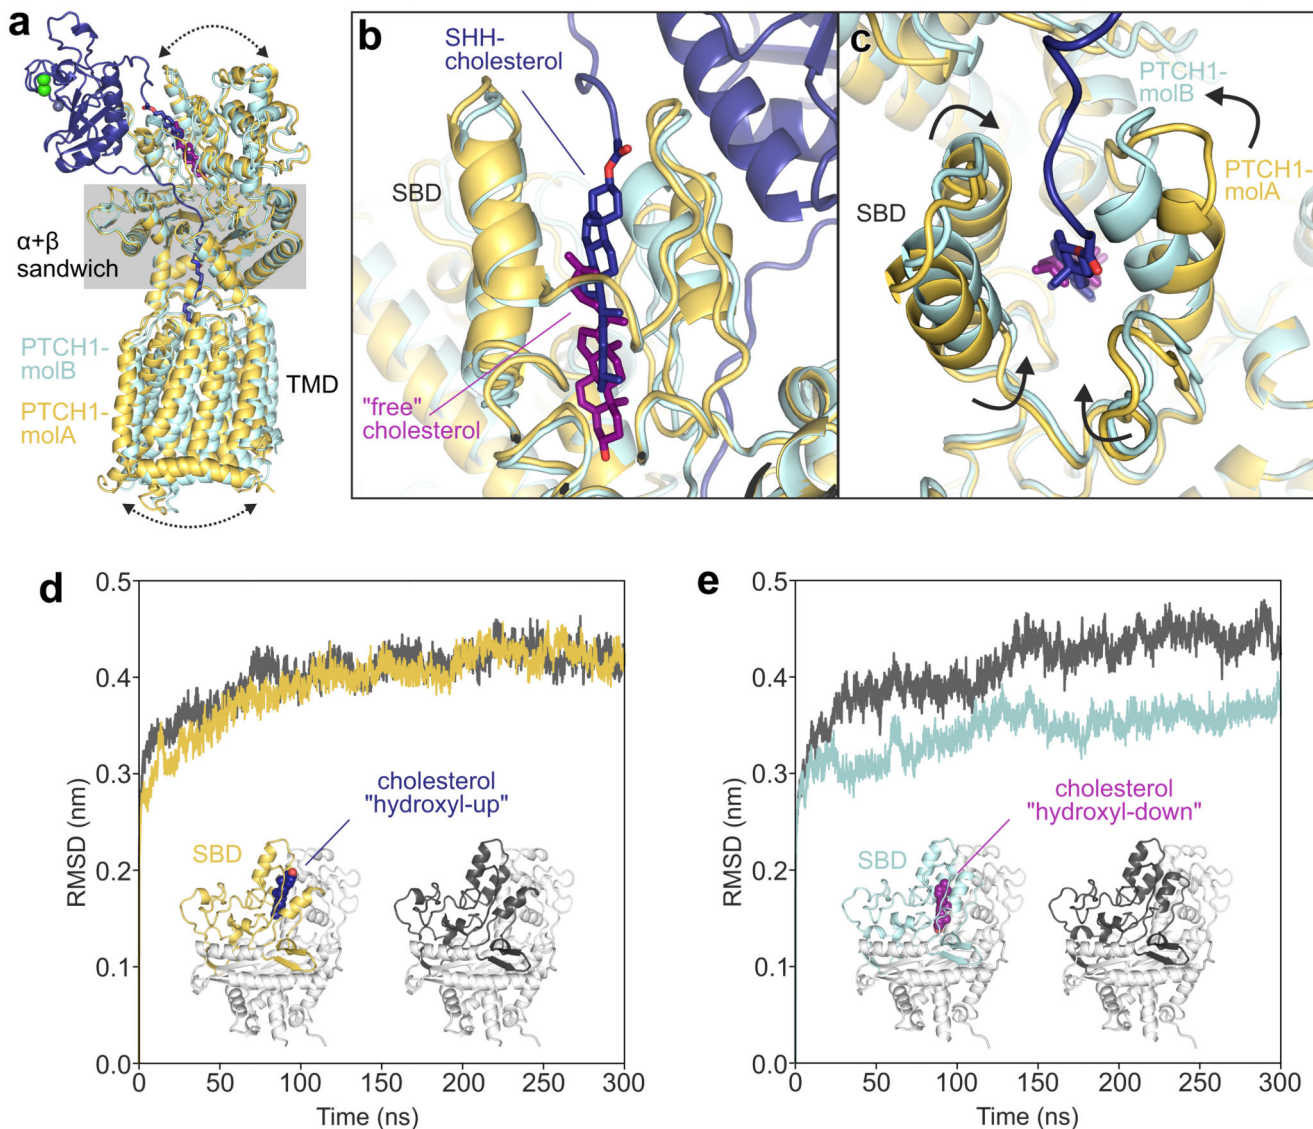 a
α+β
sandwich
PTCH1-
molB
PTCH1-
molA
TMD
b
SHH-
cholesterol
SBD
"free"
cholesterol
c
PTCH1-
molB
PTCH1-
molA
SBD
d
RMSD (nm)
0.5
0.4
0.3
0.2
0.1
0.0
cholesterol
"hydroxyl-up"
SBD
0 50 100 150 200 250 300
Time (ns)
e
RMSD (nm)
0.5
0.4
0.3
0.2
0.1
0.0
cholesterol
"hydroxyl-down"
SBD
0 50 100 150 200 250 300
Time (ns)